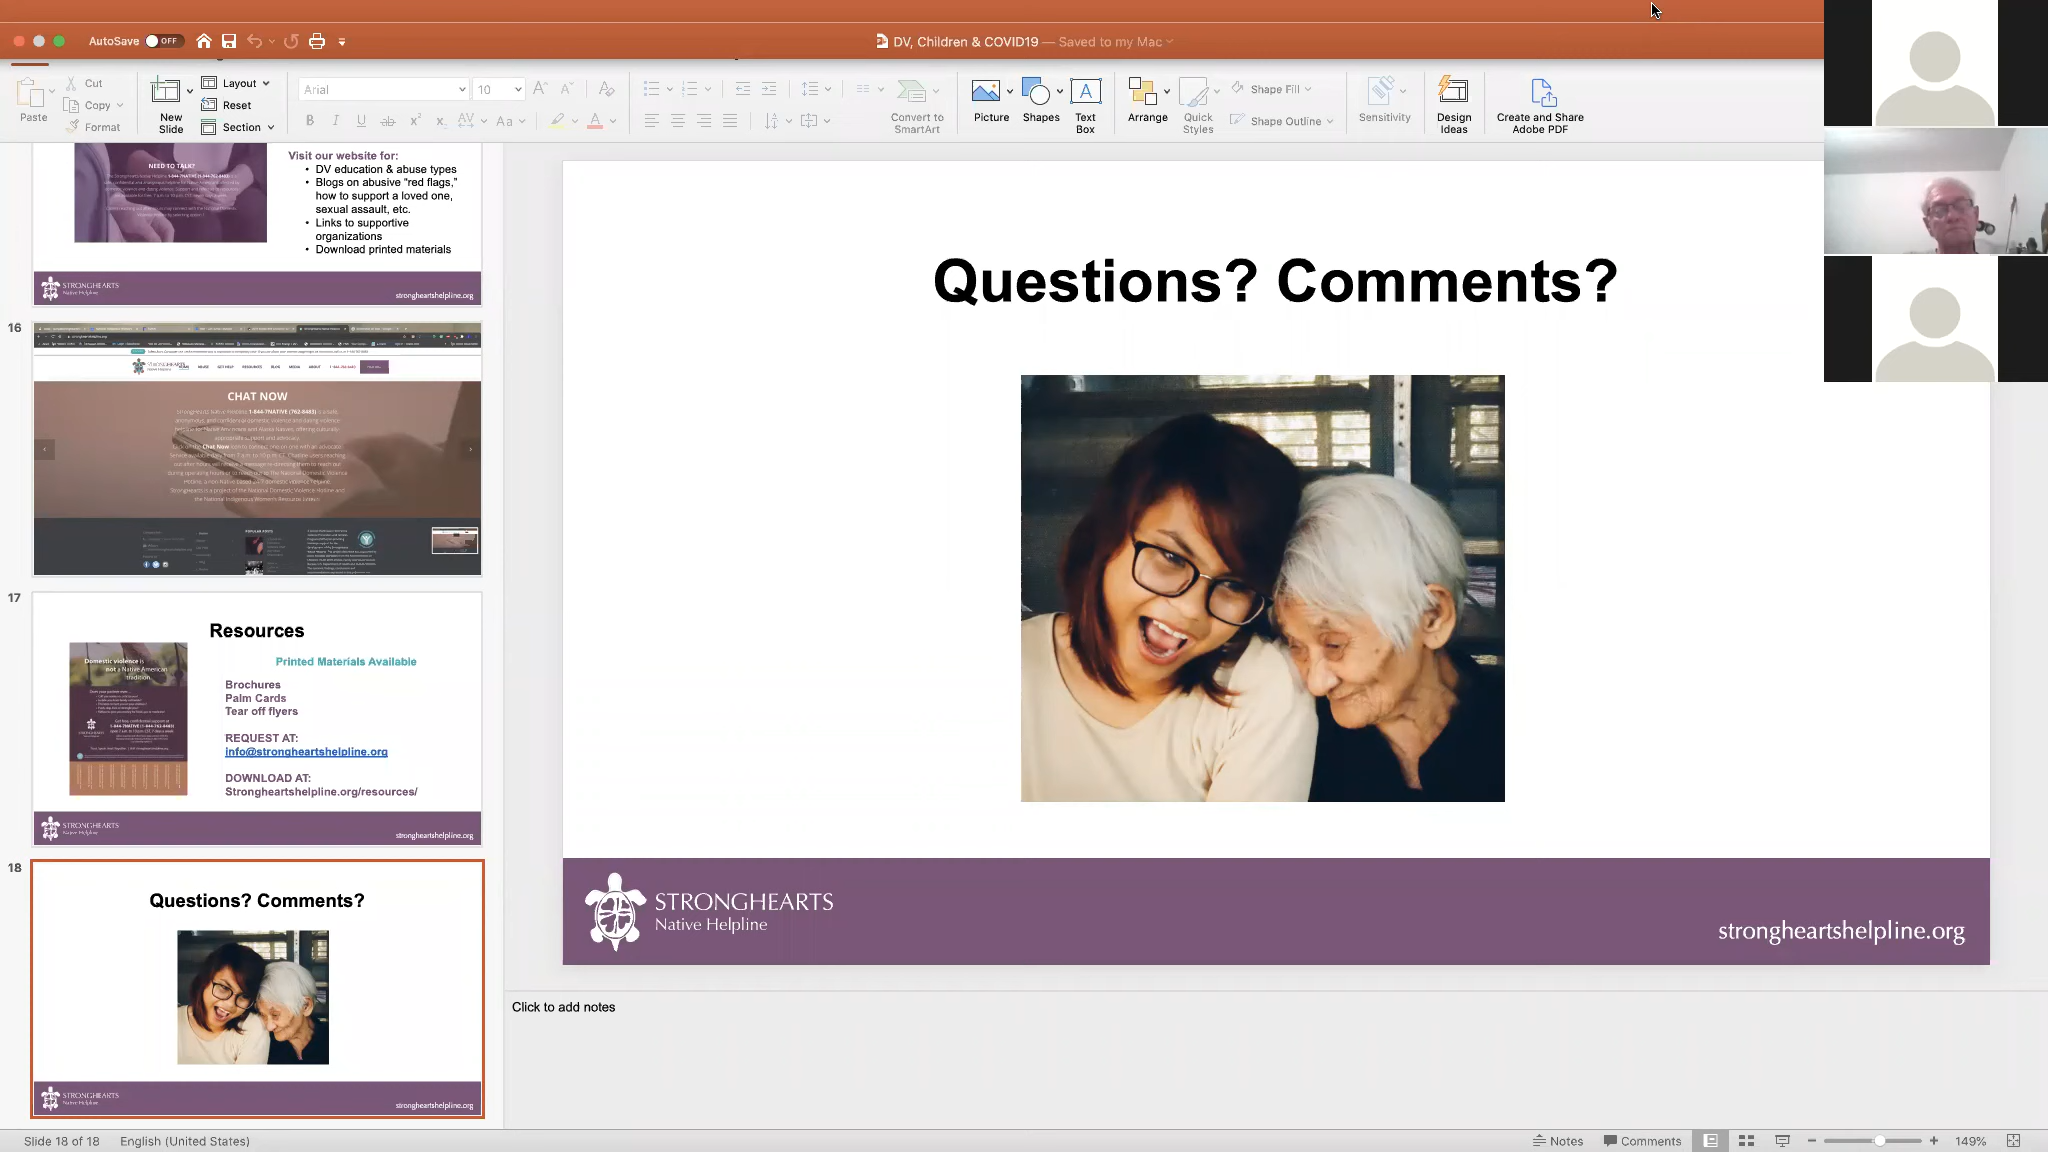 AutoSave OFF
DV, Children & COVID19 — Saved to my Mac
Paste
Cut
Copy
Format
New
Slide
Layout
Reset
Section
Arial
10
Convert to
SmartArt
Picture
Shapes
Text
Box
Arrange
Quick
Styles
Shape Fill
Shape Outline
Sensitivity
Design
Ideas
Create and Share
Adobe PDF
NEED TO TALK?
Visit our website for:
• DV education & abuse types
• Blogs on abusive “red flags,”
how to support a loved one,
sexual assault, etc.
• Links to supportive
organizations
• Download printed materials
STRONGHEARTS
Native Helpline
strongheartshelpline.org
16
CHAT NOW
17
Resources
Domestic violence is
not a Native American
tradition.
Printed Materials Available
Brochures
Palm Cards
Tear off flyers
REQUEST AT:
info@strongheartshelpline.org
DOWNLOAD AT:
Strongheartshelpline.org/resources/
STRONGHEARTS
Native Helpline
strongheartshelpline.org
18
Questions? Comments?
STRONGHEARTS
Native Helpline
strongheartshelpline.org
Questions? Comments?
STRONGHEARTS
Native Helpline
strongheartshelpline.org
Click to add notes
Slide 18 of 18
English (United States)
Notes
Comments
149%